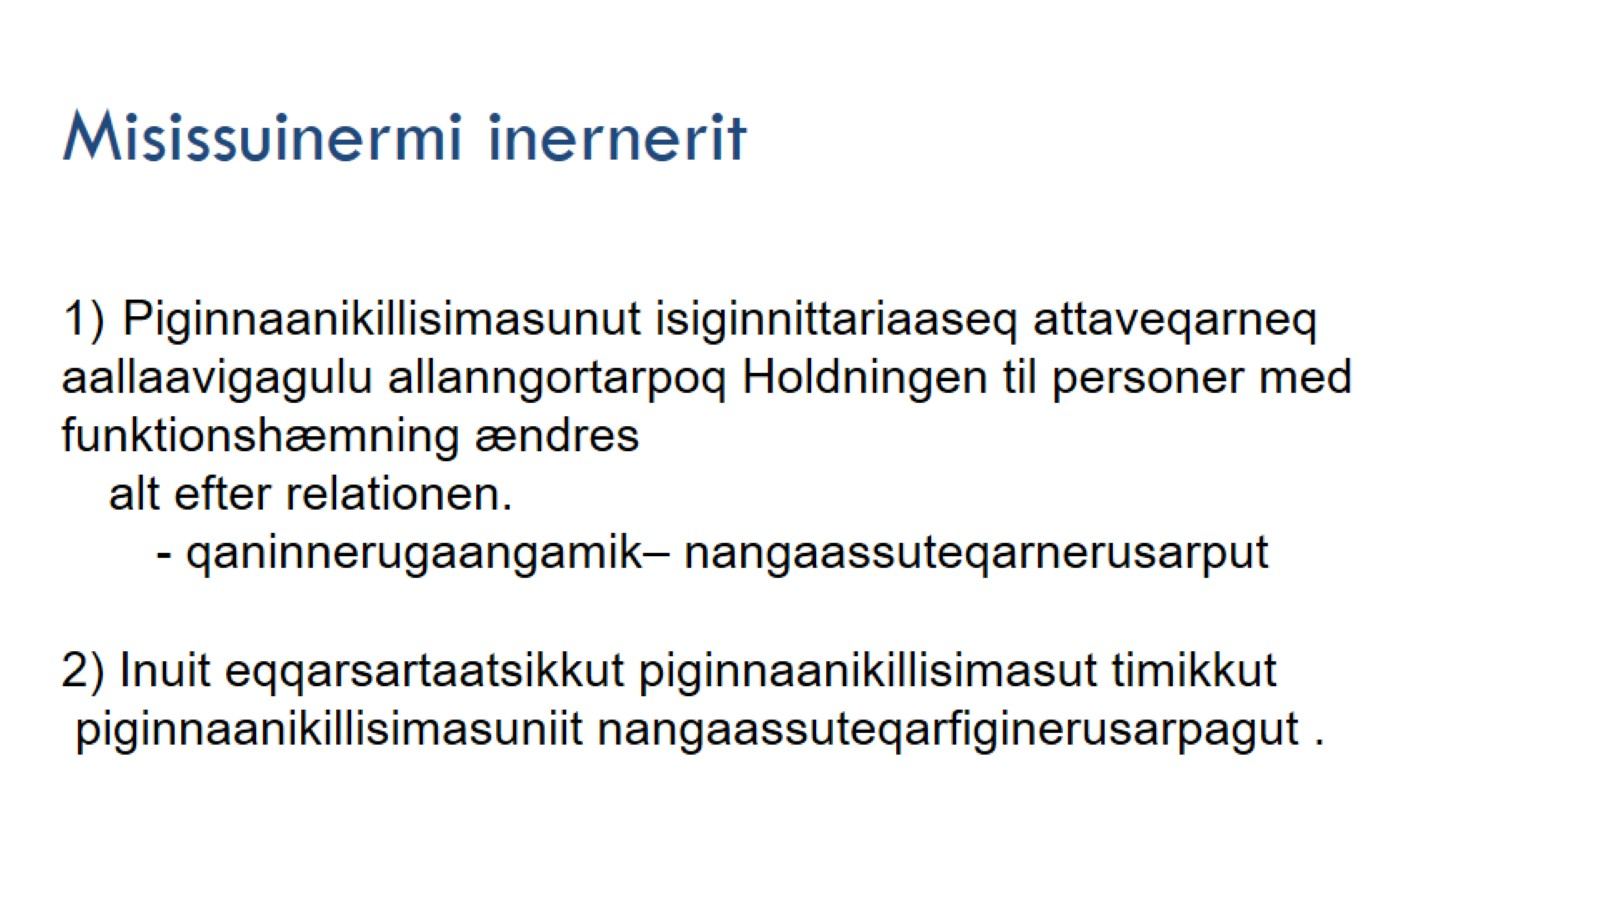 Misissuinermi inernerit
1) Piginnaanikillisimasunut isiginnittariaaseq attaveqarneq
aallaavigagulu allanngortarpoq Holdningen til personer med
funktionshæmning ændres
alt efter relationen.
- qaninnerugaangamik– nangaassuteqarnerusarput
2) Inuit eqqarsartaatsikkut piginnaanikillisimasut timikkut
piginnaanikillisimasuniit nangaassuteqarfiginerusarpagut .